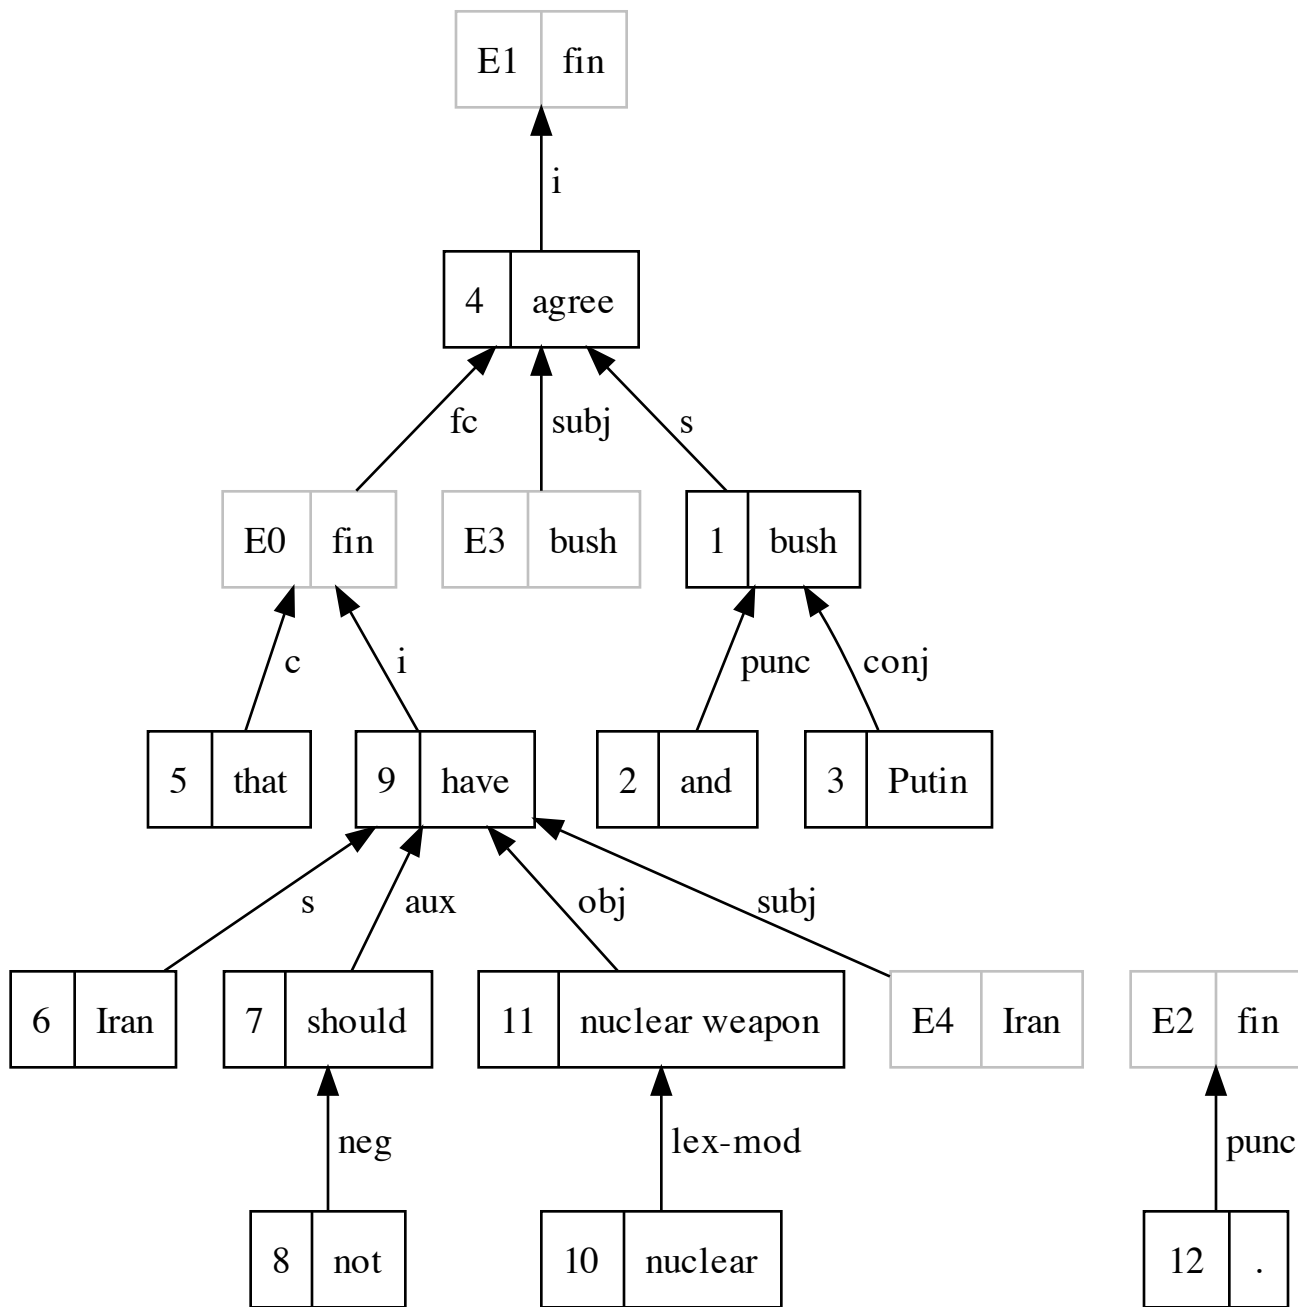 E1 fin
i
4 agree
fc subj s
E0 fin E3 bush 1 bush
c i punc conj
5 that 9 have 2 and 3 Putin
s aux obj subj
6 Iran 7 should 11 nuclear weapon E4 Iran E2 fin
neg lex-mod punc
8 not 10 nuclear 12 .